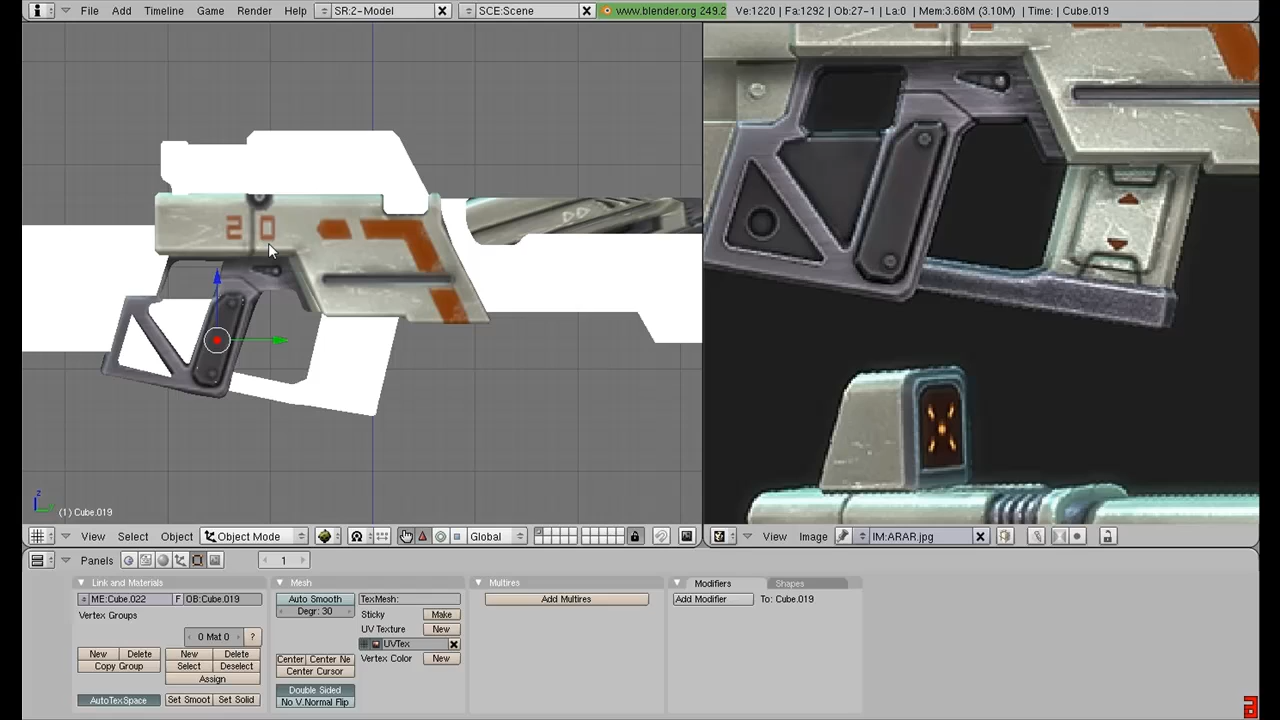 File Add Timeline Game Render Help SR:2-Model SCE:Scene www.blender.org 249.2 Ve:1220 | Fa:1292 | Ob:27-1 | La:0 | Mem:3.68M (3.10M) | Time: | Cube.019
2 0
z
(1) Cube.019
View Select Object Object Mode Global View Image IM:ARAR.jpg
Panels 1
Link and Materials Mesh Multires Modifiers Shapes
ME:Cube.022 F OB:Cube.019 Auto Smooth TexMesh: Add Multires Add Modifier To: Cube.019
Vertex Groups Degr: 30 Sticky Make
UV Texture New
0 Mat 0 ? UVTex
New Delete New Delete Center Center Ne Vertex Color New
Copy Group Select Deselect Center Cursor
Assign
Double Sided
AutoTexSpace Set Smoot Set Solid No V.Normal Flip